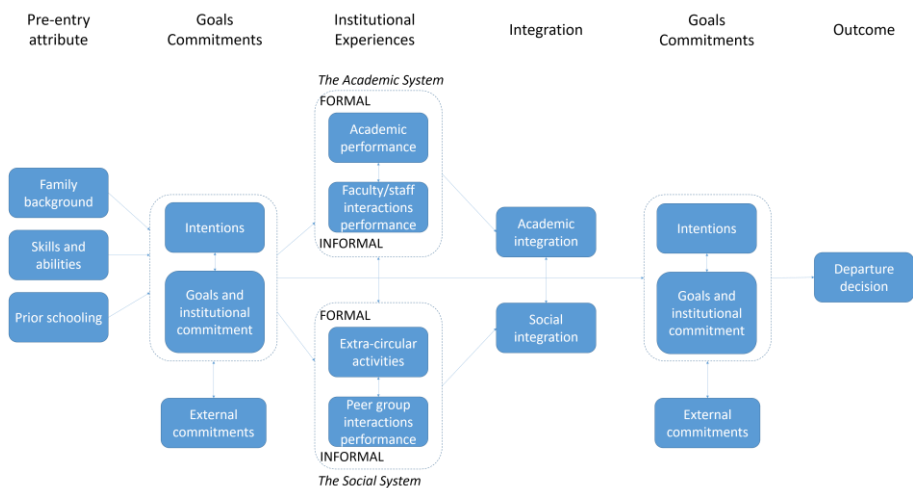 Pre-entry
attribute
Goals
Commitments
Institutional
Experiences
Integration
Goals
Commitments
Outcome
The Academic System
FORMAL
Academic
performance
Faculty/staff
interactions
performance
INFORMAL
Family
background
Skills and
abilities
Prior schooling
Intentions
Goals and
institutional
commitment
External
commitments
FORMAL
Extra-circular
activities
Peer group
interactions
performance
INFORMAL
The Social System
Academic
integration
Social
integration
Intentions
Goals and
institutional
commitment
External
commitments
Departure
decision